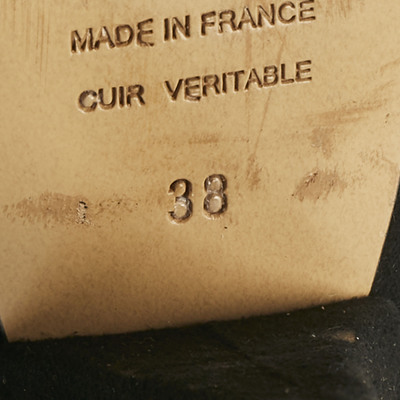 MADE IN FRANCE
CUIR VERITABLE
38